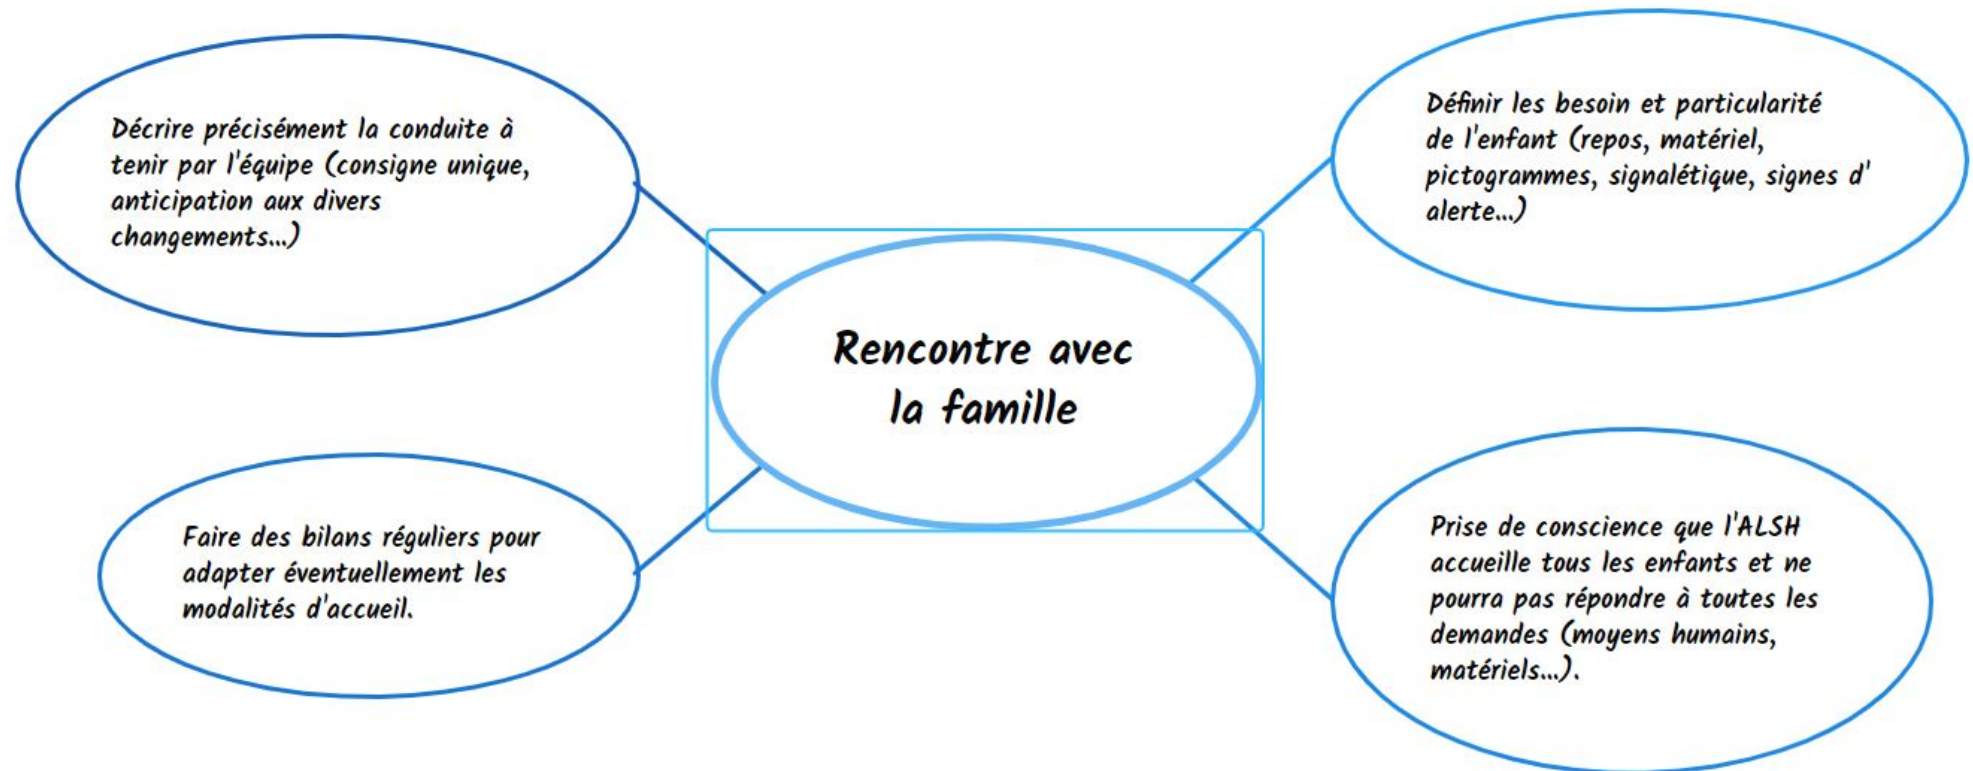 Décrire précisément la conduite à
tenir par l'équipe (consigne unique,
anticipation aux divers
changements...)
Définir les besoin et particularité
de l'enfant (repos, matériel,
pictogrammes, signalétique, signes d'
alerte...)
Rencontre avec
la famille
Faire des bilans réguliers pour
adapter éventuellement les
modalités d'accueil.
Prise de conscience que l'ALSH
accueille tous les enfants et ne
pourra pas répondre à toutes les
demandes (moyens humains,
matériels...).